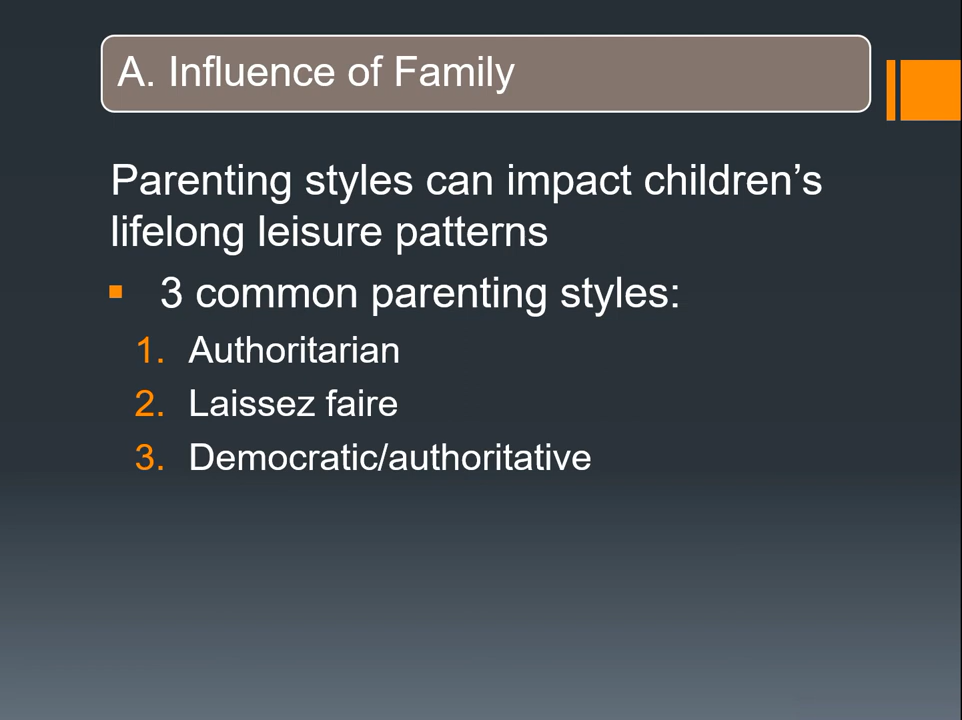 A. Influence of Family
Parenting styles can impact children’s
lifelong leisure patterns
▪ 3 common parenting styles:
1. Authoritarian
2. Laissez faire
3. Democratic/authoritative